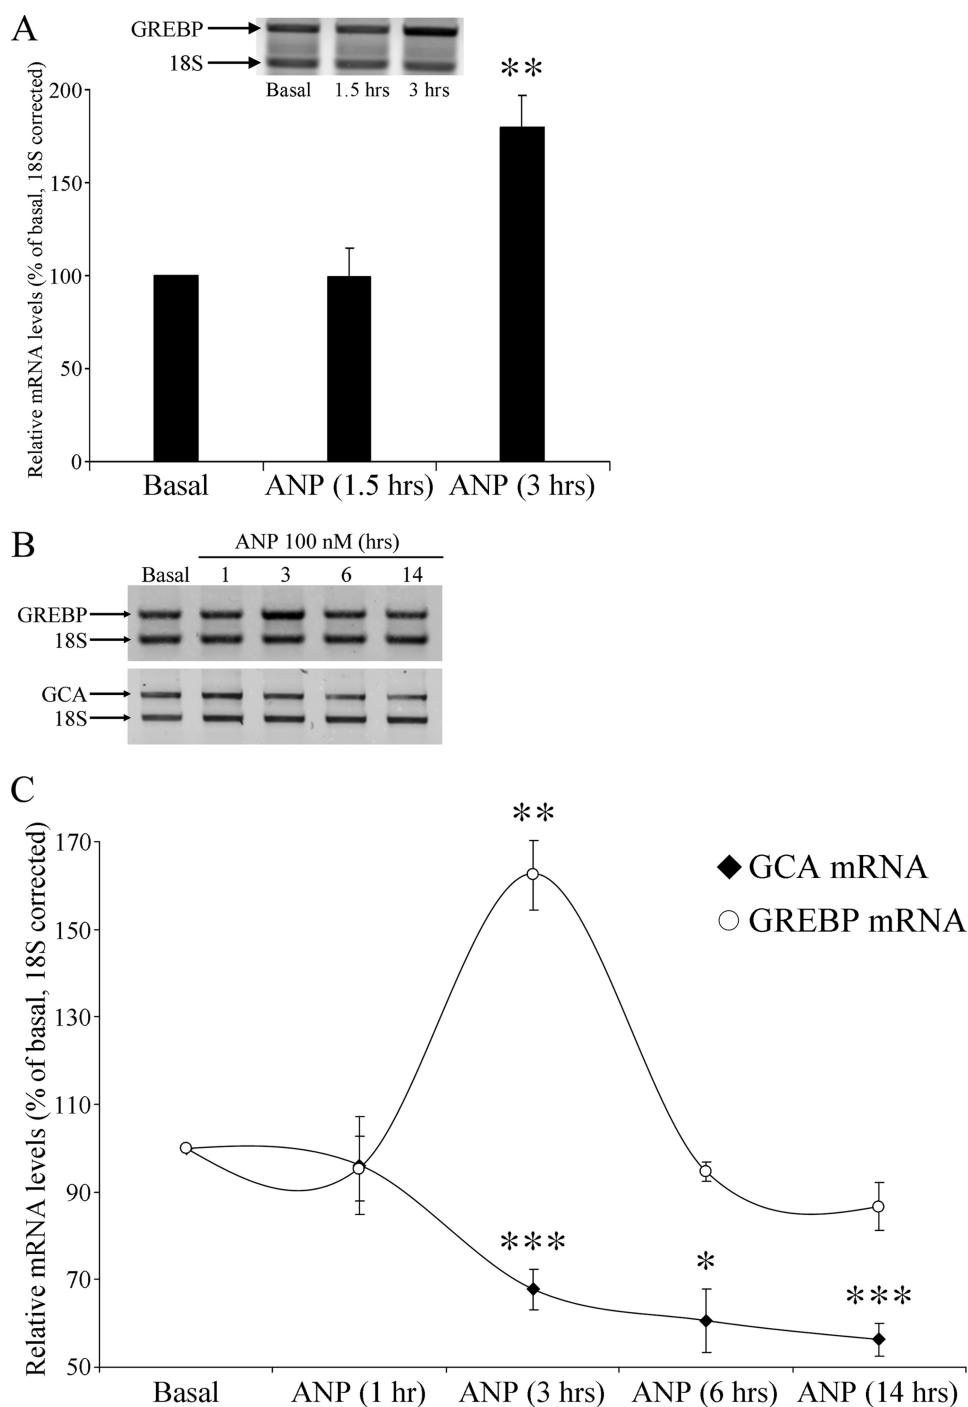 A
GREBP
18S
Basal 1.5 hrs 3 hrs
**
Relative mRNA levels (% of basal, 18S corrected)
200
150
100
50
0
Basal ANP (1.5 hrs) ANP (3 hrs)
B
ANP 100 nM (hrs)
Basal 1 3 6 14
GREBP
18S
GCA
18S
C
Relative mRNA levels (% of basal, 18S corrected)
170
150
130
110
90
70
50
**
***
*
***
GCA mRNA
GREBP mRNA
Basal ANP (1 hr) ANP (3 hrs) ANP (6 hrs) ANP (14 hrs)